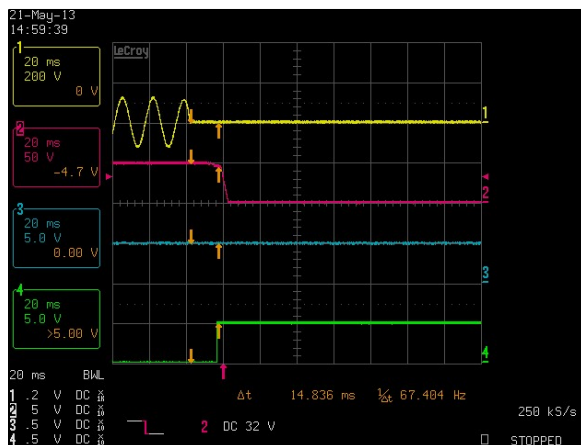 21-May-13
14:59:39
LeCroy
1
20 ms
200 V
0 V
2
20 ms
50 V
-4.7 V
3
20 ms
5.0 V
0.00 V
4
20 ms
5.0 V
>5.00 V
1
2
3
4
20 ms BWL
1 .2 V DC
2 5 V DC
3 .5 V DC
4 .5 V DC
Δt 14.836 ms 1/Δt 67.404 Hz
2 DC 32 V
250 kS/s
STOPPED